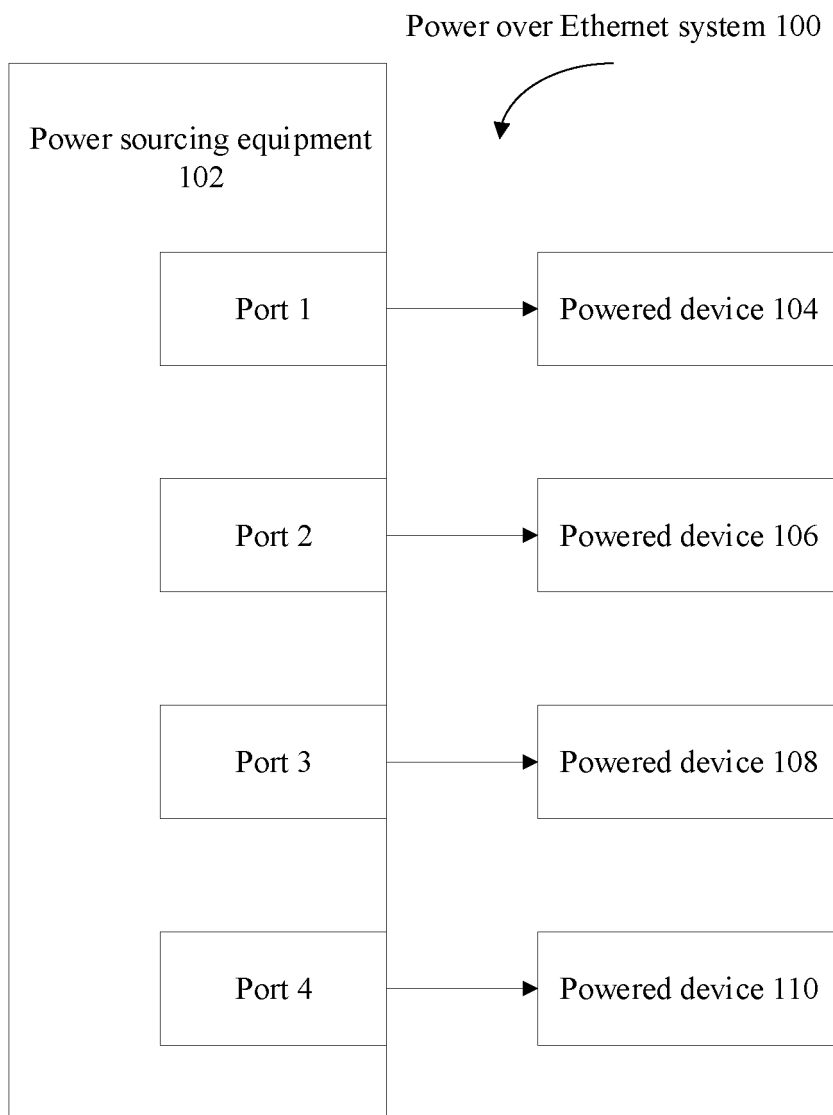 Power over Ethernet system 100
Power sourcing equipment
102
Port 1
Powered device 104
Port 2
Powered device 106
Port 3
Powered device 108
Port 4
Powered device 110